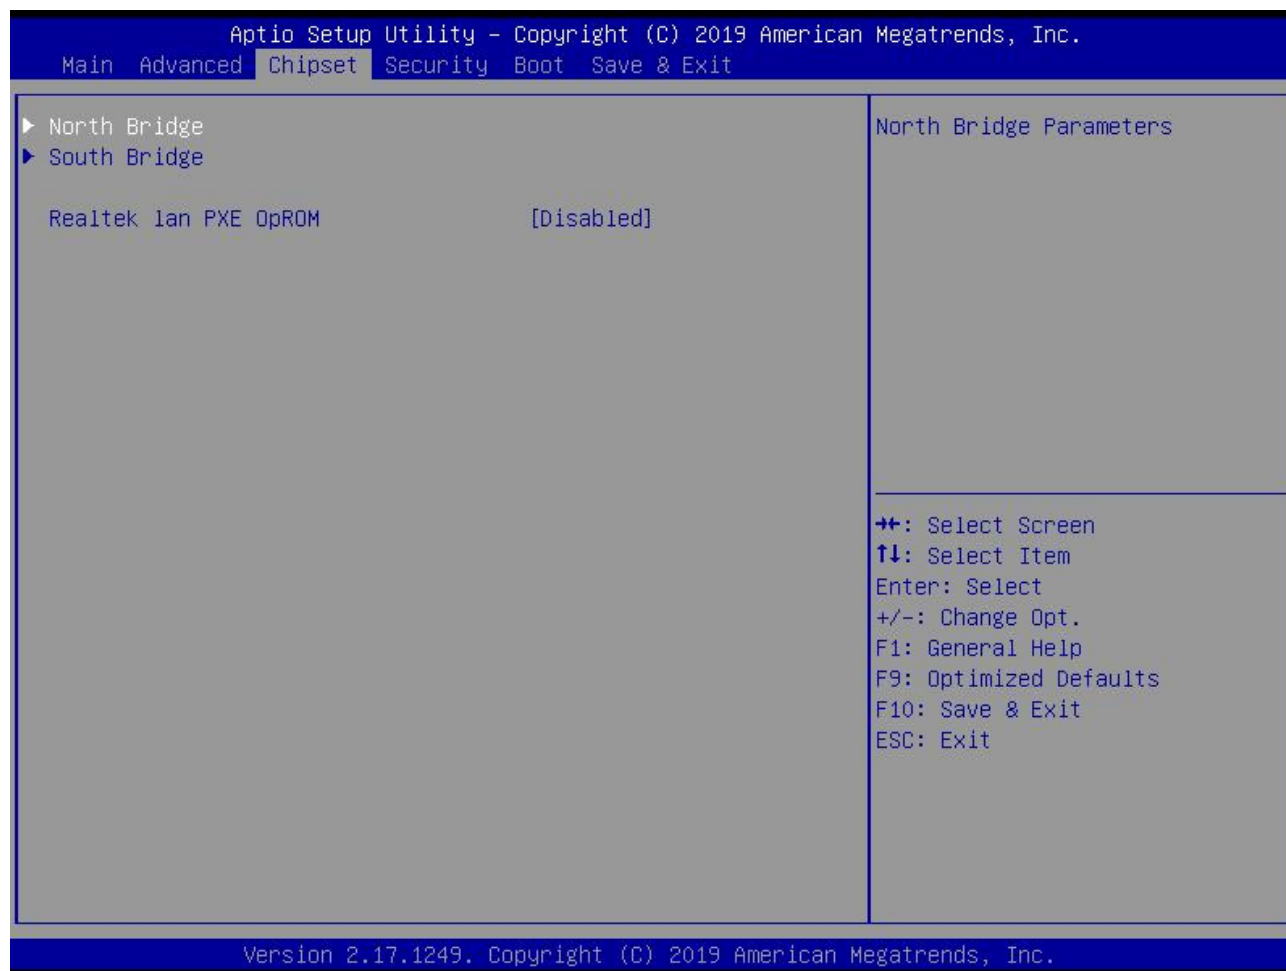 Aptio Setup Utility – Copyright (C) 2019 American Megatrends, Inc.
Main Advanced Chipset Security Boot Save & Exit
North Bridge
South Bridge
Realtek lan PXE OpROM [Disabled]
North Bridge Parameters
→←: Select Screen
↑↓: Select Item
Enter: Select
+/-: Change Opt.
F1: General Help
F9: Optimized Defaults
F10: Save & Exit
ESC: Exit
Version 2.17.1249. Copyright (C) 2019 American Megatrends, Inc.